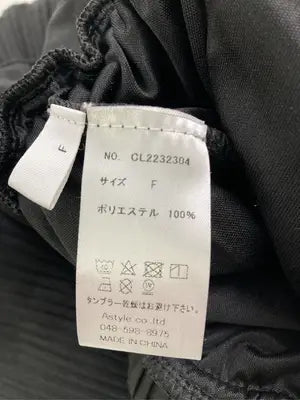 F
NO. CL2232304
サイズ F
ポリエステル 100%
タンブラー乾燥はお避け下さい。
Astyle co.ltd
048-598-8975
MADE IN CHINA